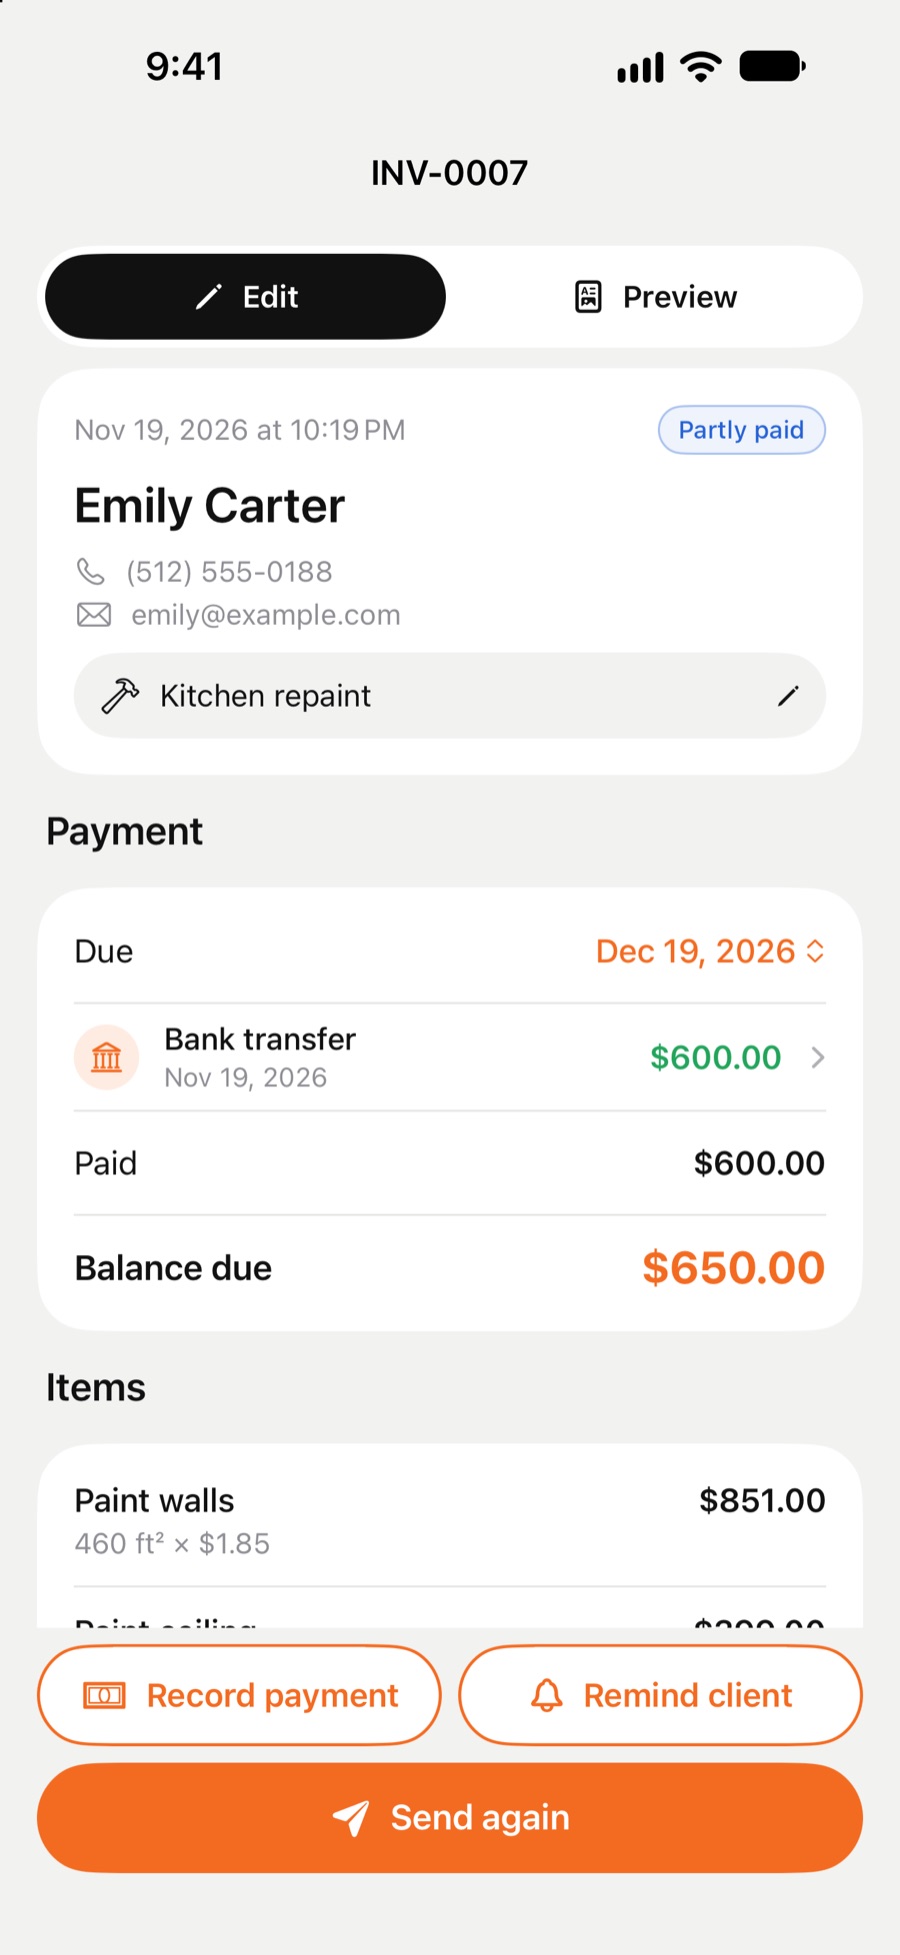 9:41
INV-0007
Edit
Preview
Nov 19, 2026 at 10:19 PM
Partly paid
Emily Carter
(512) 555-0188
emily@example.com
Kitchen repaint
Payment
Due
Dec 19, 2026
Bank transfer
Nov 19, 2026
$600.00
Paid
$600.00
Balance due
$650.00
Items
Paint walls
$851.00
460 ft² × $1.85
Paint ceiling
Record payment
Remind client
Send again